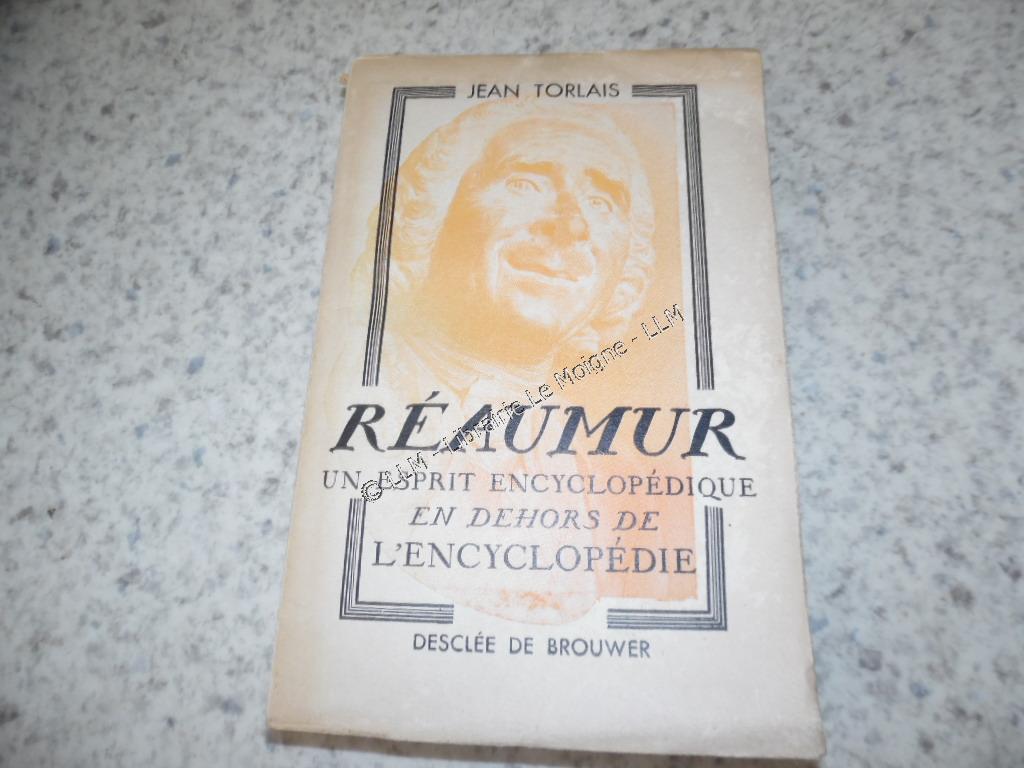 JEAN TORLAIS
RÉAUMUR
UN ESPRIT ENCYCLOPÉDIQUE
EN DEHORS DE
L'ENCYCLOPÉDIE
DESCLÉE DE BROUWER
© LLM - Librairie Le Moigne - LLM